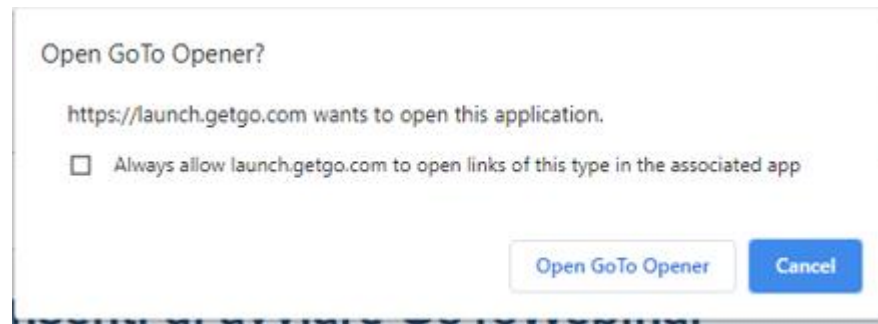 Open GoTo Opener?
https://launch.getgo.com wants to open this application.
Always allow launch.getgo.com to open links of this type in the associated app
Open GoTo Opener
Cancel